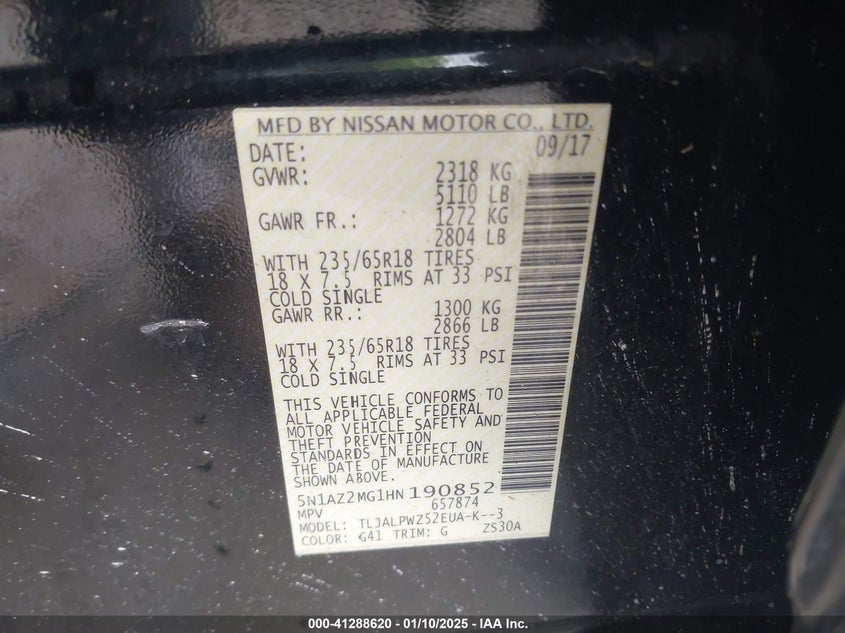 MFD BY NISSAN MOTOR CO., LTD.
DATE: 09/17
GVWR: 2318 KG
5110 LB
GAWR FR.: 1272 KG
2804 LB
WITH 235/65R18 TIRES
18 X 7.5 RIMS AT 33 PSI
COLD SINGLE
GAWR RR.: 1300 KG
2866 LB
WITH 235/65R18 TIRES
18 X 7.5 RIMS AT 33 PSI
COLD SINGLE
THIS VEHICLE CONFORMS TO
ALL APPLICABLE FEDERAL
MOTOR VEHICLE SAFETY AND
THEFT PREVENTION
STANDARDS IN EFFECT ON
THE DATE OF MANUFACTURE
SHOWN ABOVE.
5N1AZ2MG1HN190852
MPV 657874
MODEL: TLJALPWZ52EUA-K--3
COLOR: G41 TRIM: G ZS30A
000-41288620 / 01/10/2025 - IAA Inc.